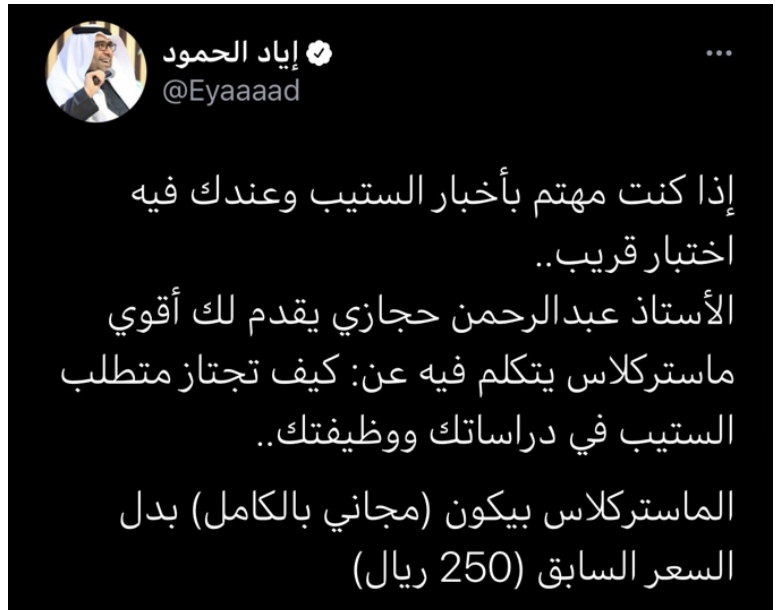 إياد الحمود
@Eyaaaad
إذا كنت مهتم بأخبار الستيب وعندك فيه
اختبار قريب..
الأستاذ عبدالرحمن حجازي يقدم لك أقوي
ماستركلاس يتكلم فيه عن: كيف تجتاز متطلب
الستيب في دراساتك ووظيفتك..
الماستركلاس بيكون (مجاني بالكامل) بدل
السعر السابق (250 ريال)